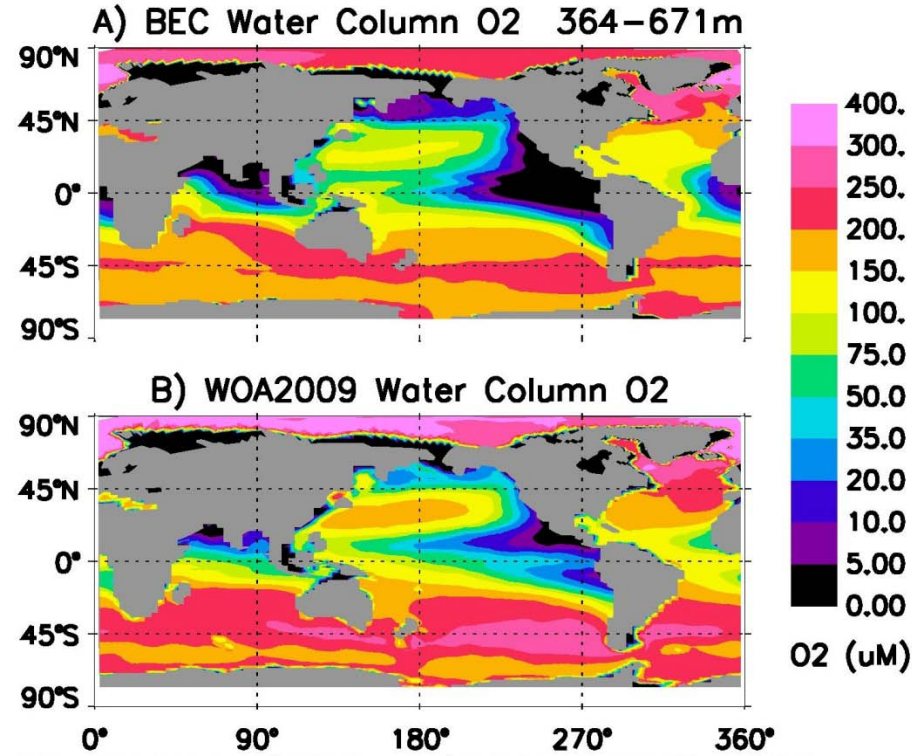 A) BEC Water Column O2 364-671m
90°N
45°N
0°
45°S
90°S
B) WOA2009 Water Column O2
90°N
45°N
0°
45°S
90°S
0° 90° 180° 270° 360°
400.
300.
250.
200.
150.
100.
75.0
50.0
35.0
20.0
10.0
5.00
0.00
O2 (uM)